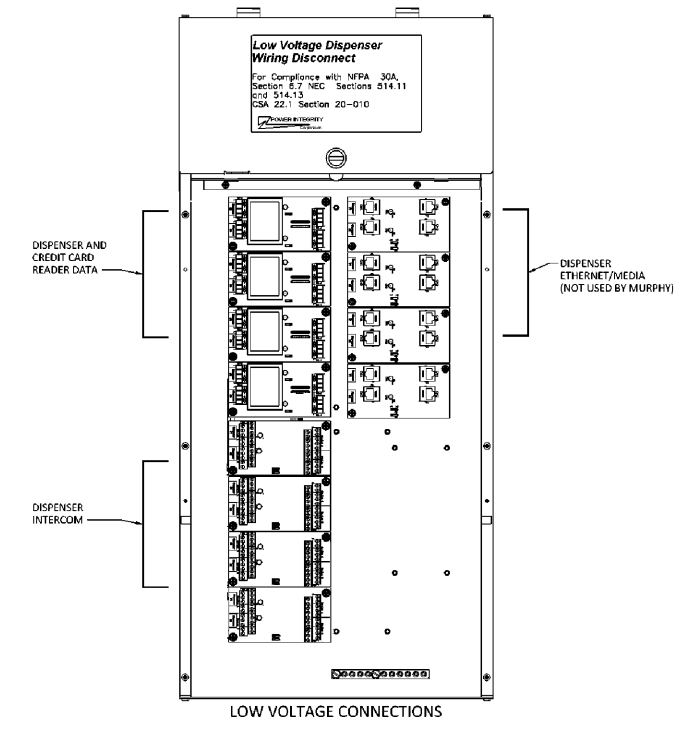 Low Voltage Dispenser
Wiring Disconnect
For Compliance with NFPA 30A,
Section 6.7 NEC Sections 514.11
and 514.13
CSA 22.1 Section 20-010
POWER INTEGRITY
Corporation
DISPENSER AND
CREDIT CARD
READER DATA
DISPENSER
ETHERNET/MEDIA
(NOT USED BY MURPHY)
DISPENSER
INTERCOM
LOW VOLTAGE CONNECTIONS